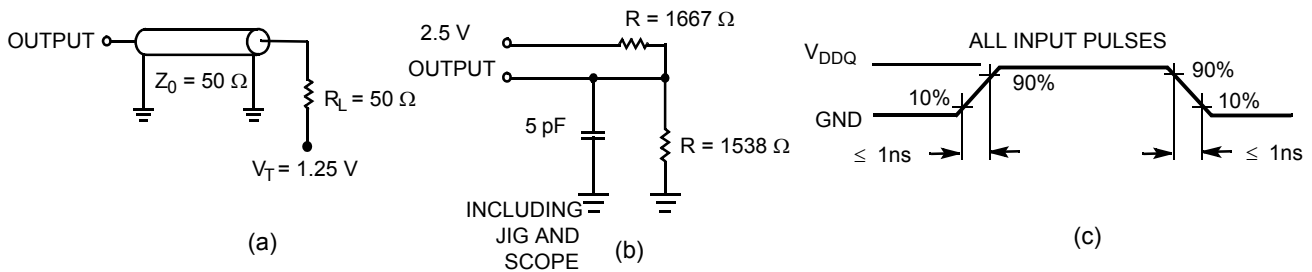 OUTPUT
Z0 = 50 Ω
RL = 50 Ω
VT = 1.25 V
(a)
R = 1667 Ω
2.5 V
OUTPUT
5 pF
R = 1538 Ω
INCLUDING
JIG AND
SCOPE
(b)
ALL INPUT PULSES
VDDQ
GND
10%
90%
90%
10%
≤ 1ns
≤ 1ns
(c)